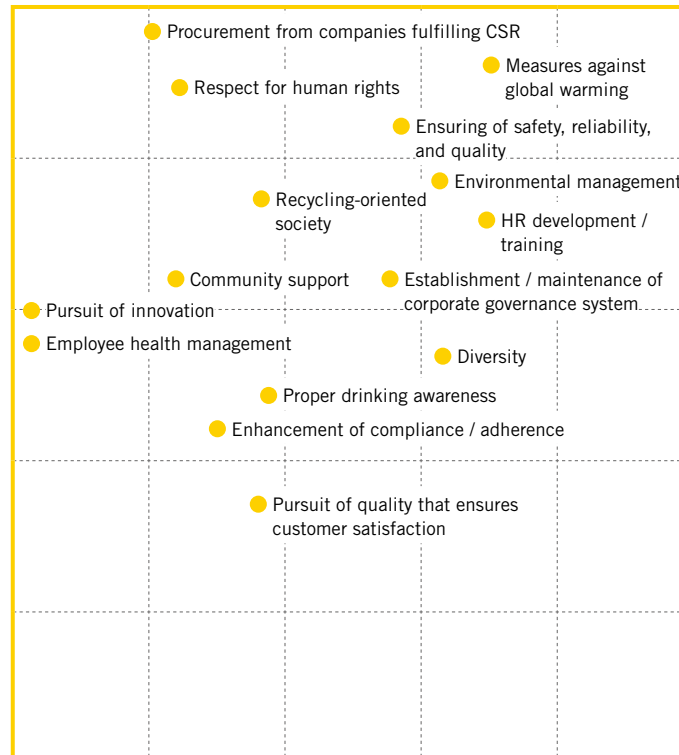 Procurement from companies fulfilling CSR
Measures against
global warming
Respect for human rights
Ensuring of safety, reliability,
and quality
Environmental management
Recycling-oriented
society
HR development /
training
Community support
Establishment / maintenance of
corporate governance system
Pursuit of innovation
Employee health management
Diversity
Proper drinking awareness
Enhancement of compliance / adherence
Pursuit of quality that ensures
customer satisfaction